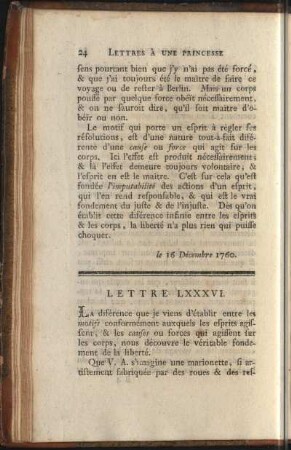 24 LETTRES À UNE PRINCESSE
sens pourtant bien que j'y n'ai pas été forcé,
& que j'ai toujours été le maitre de faire ce
voyage ou de rester à Berlin. Mais un corps
poussé par quelque force obéit nécessairement,
& on ne sauroit dire, qu'il soit maitre d'o-
béir ou non.
Le motif qui porte un esprit à régler ses
résolutions, est d'une nature tout-à-fait dif-
férente d'une cause ou force qui agit sur les
corps. Ici l'effet est produit nécessairement;
& là l'effet demeure toujours volontaire, &
l'esprit en est le maitre. C'est sur cela qu'est
fondée l'imputabilité des actions d'un esprit,
qui l'en rend responsable, & qui est le vrai
fondement du juste & de l'injuste. Dès qu'on
établit cette diférence infinie entre les esprits
& les corps, la liberté n'a plus rien qui puisse
choquer.
le 16 Décembre 1760.
LETTRE LXXXVI.
La diférence que je viens d'établir entre les
motifs conformément auxquels les esprits agis-
sent, & les causes ou forces qui agissent sur
les corps, nous découvre le véritable fonde-
ment de la liberté.
Que V. A. s'imagine une marionette, si ar-
tistement fabriquée par des roues & des res-